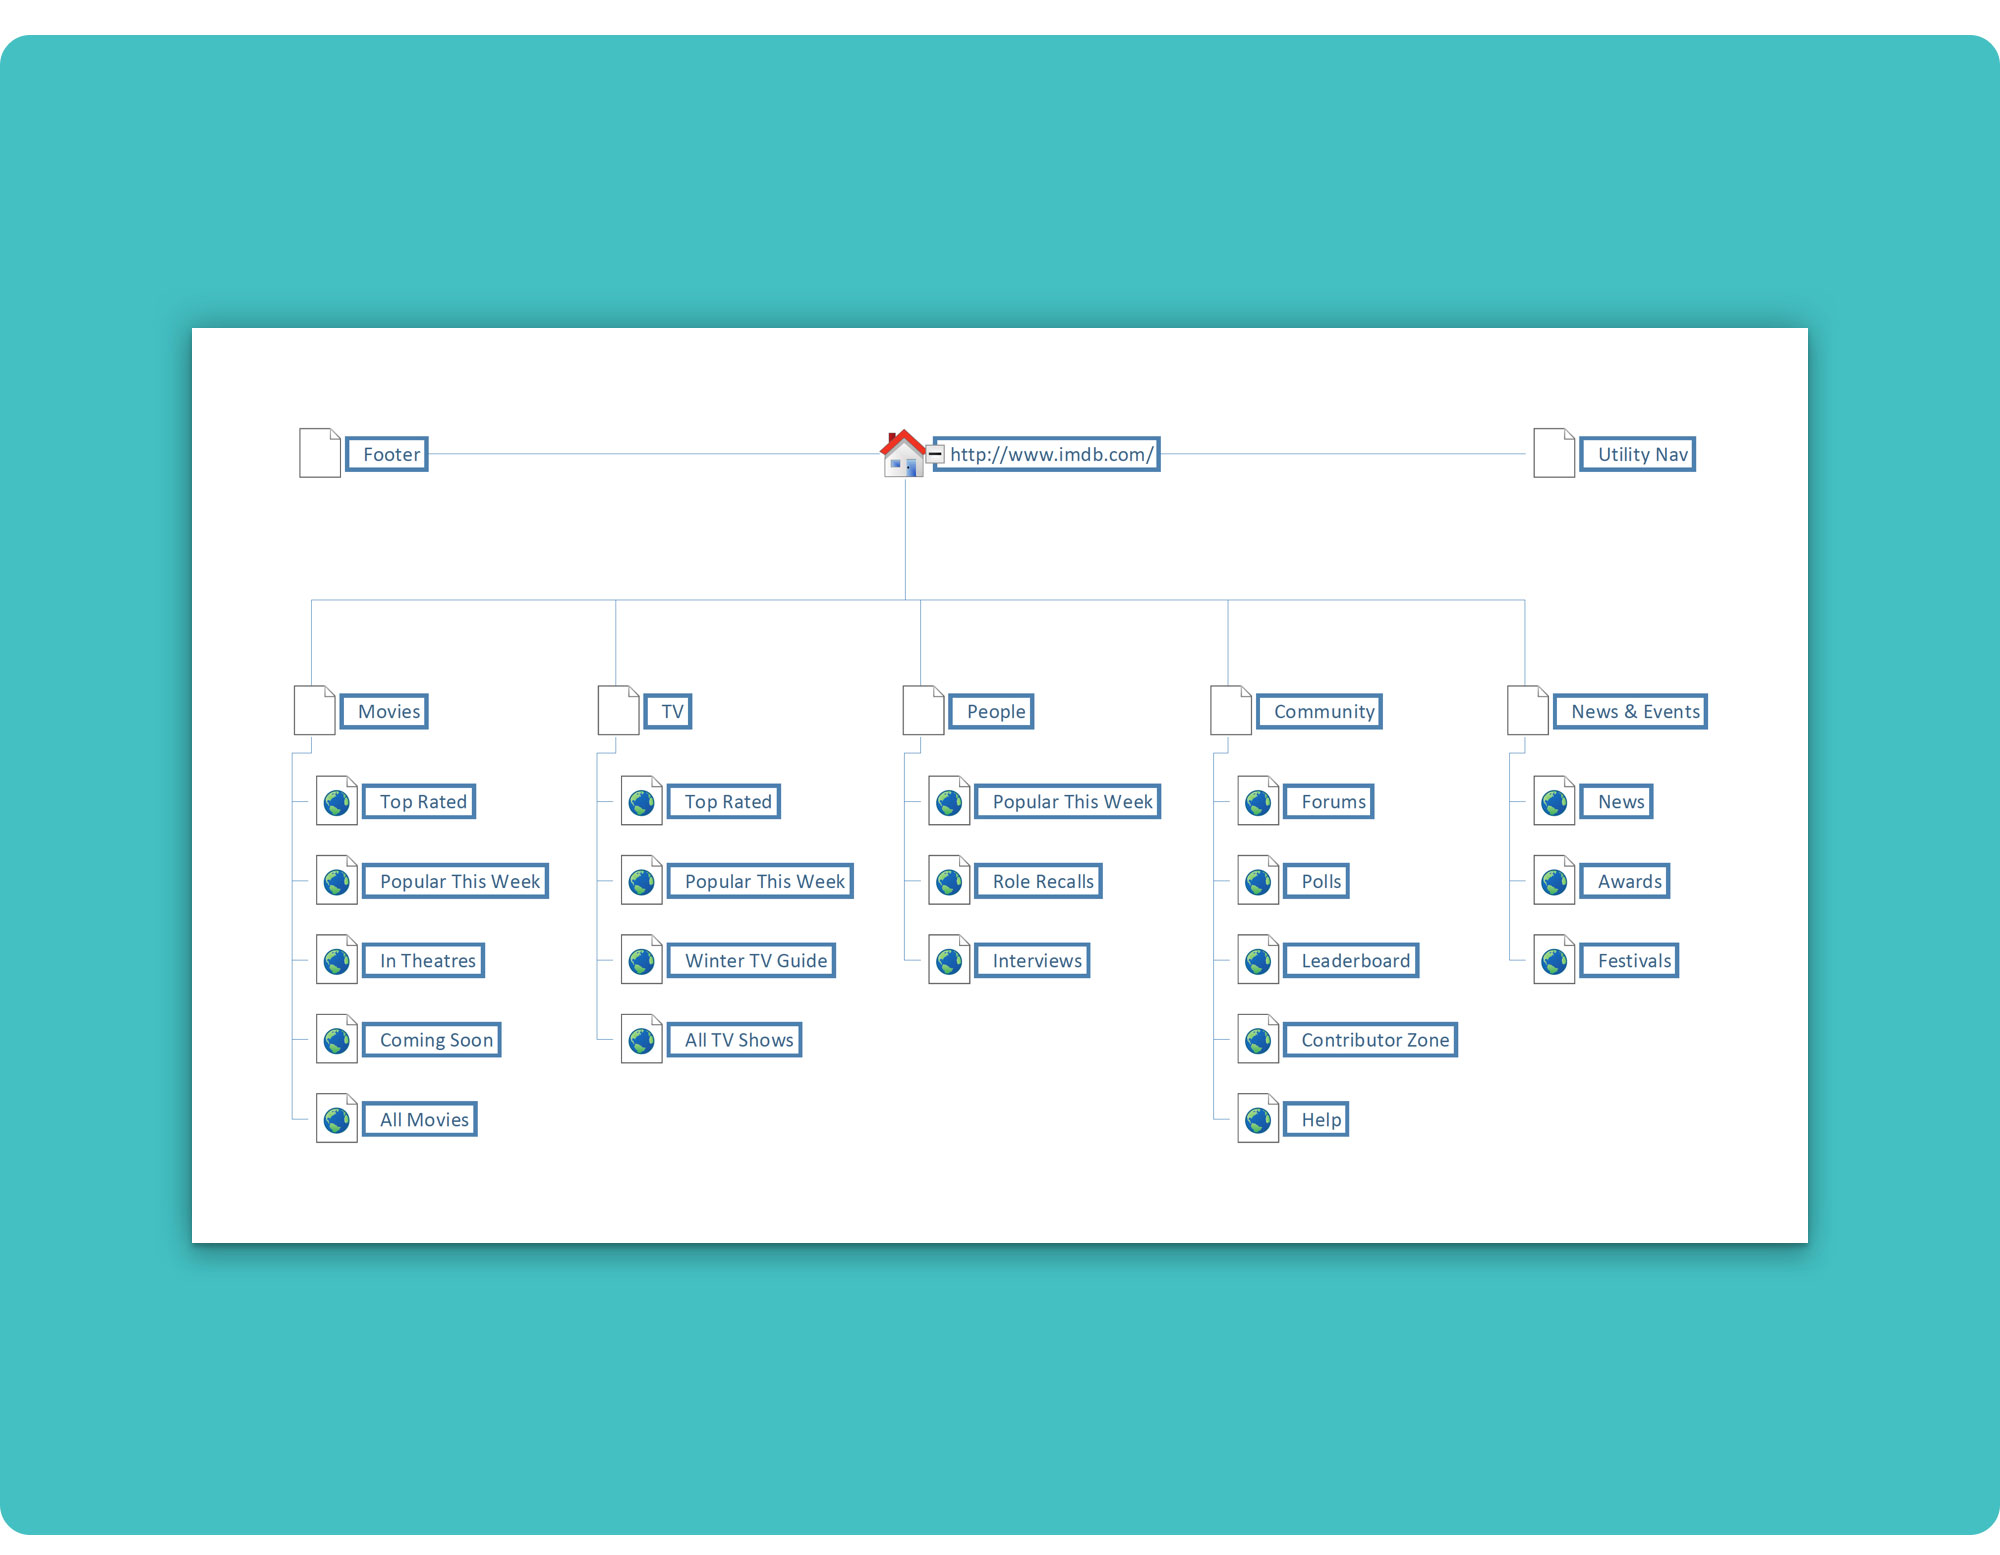 Footer
http://www.imdb.com/
Utility Nav
Movies
Top Rated
Popular This Week
In Theatres
Coming Soon
All Movies
TV
Top Rated
Popular This Week
Winter TV Guide
All TV Shows
People
Popular This Week
Role Recalls
Interviews
Community
Forums
Polls
Leaderboard
Contributor Zone
Help
News & Events
News
Awards
Festivals